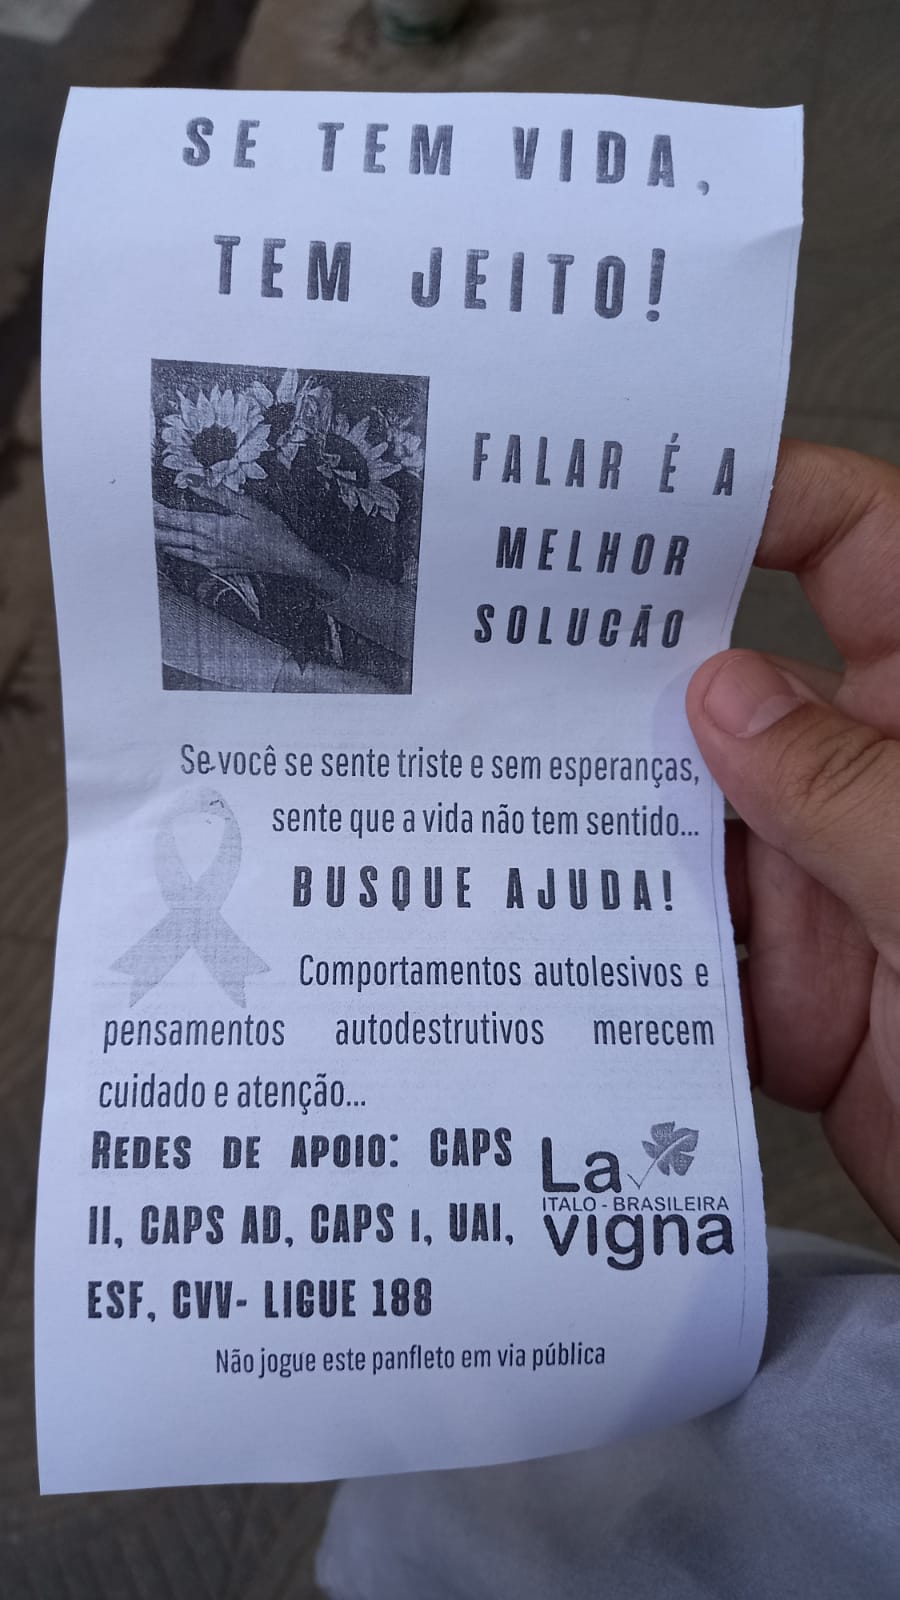 SE TEM VIDA,
TEM JEITO!
FALAR É A
MELHOR
SOLUCÃO
Se você se sente triste e sem esperanças,
sente que a vida não tem sentido...
BUSQUE AJUDA!
Comportamentos autolesivos e
pensamentos autodestrutivos merecem
cuidado e atenção...
REDES DE APOIO: CAPS
II, CAPS AD, CAPS I, UAI,
ESF, CVV- LIGUE 188
La
ITALO - BRASILEIRA
vigna
Não jogue este panfleto em via pública